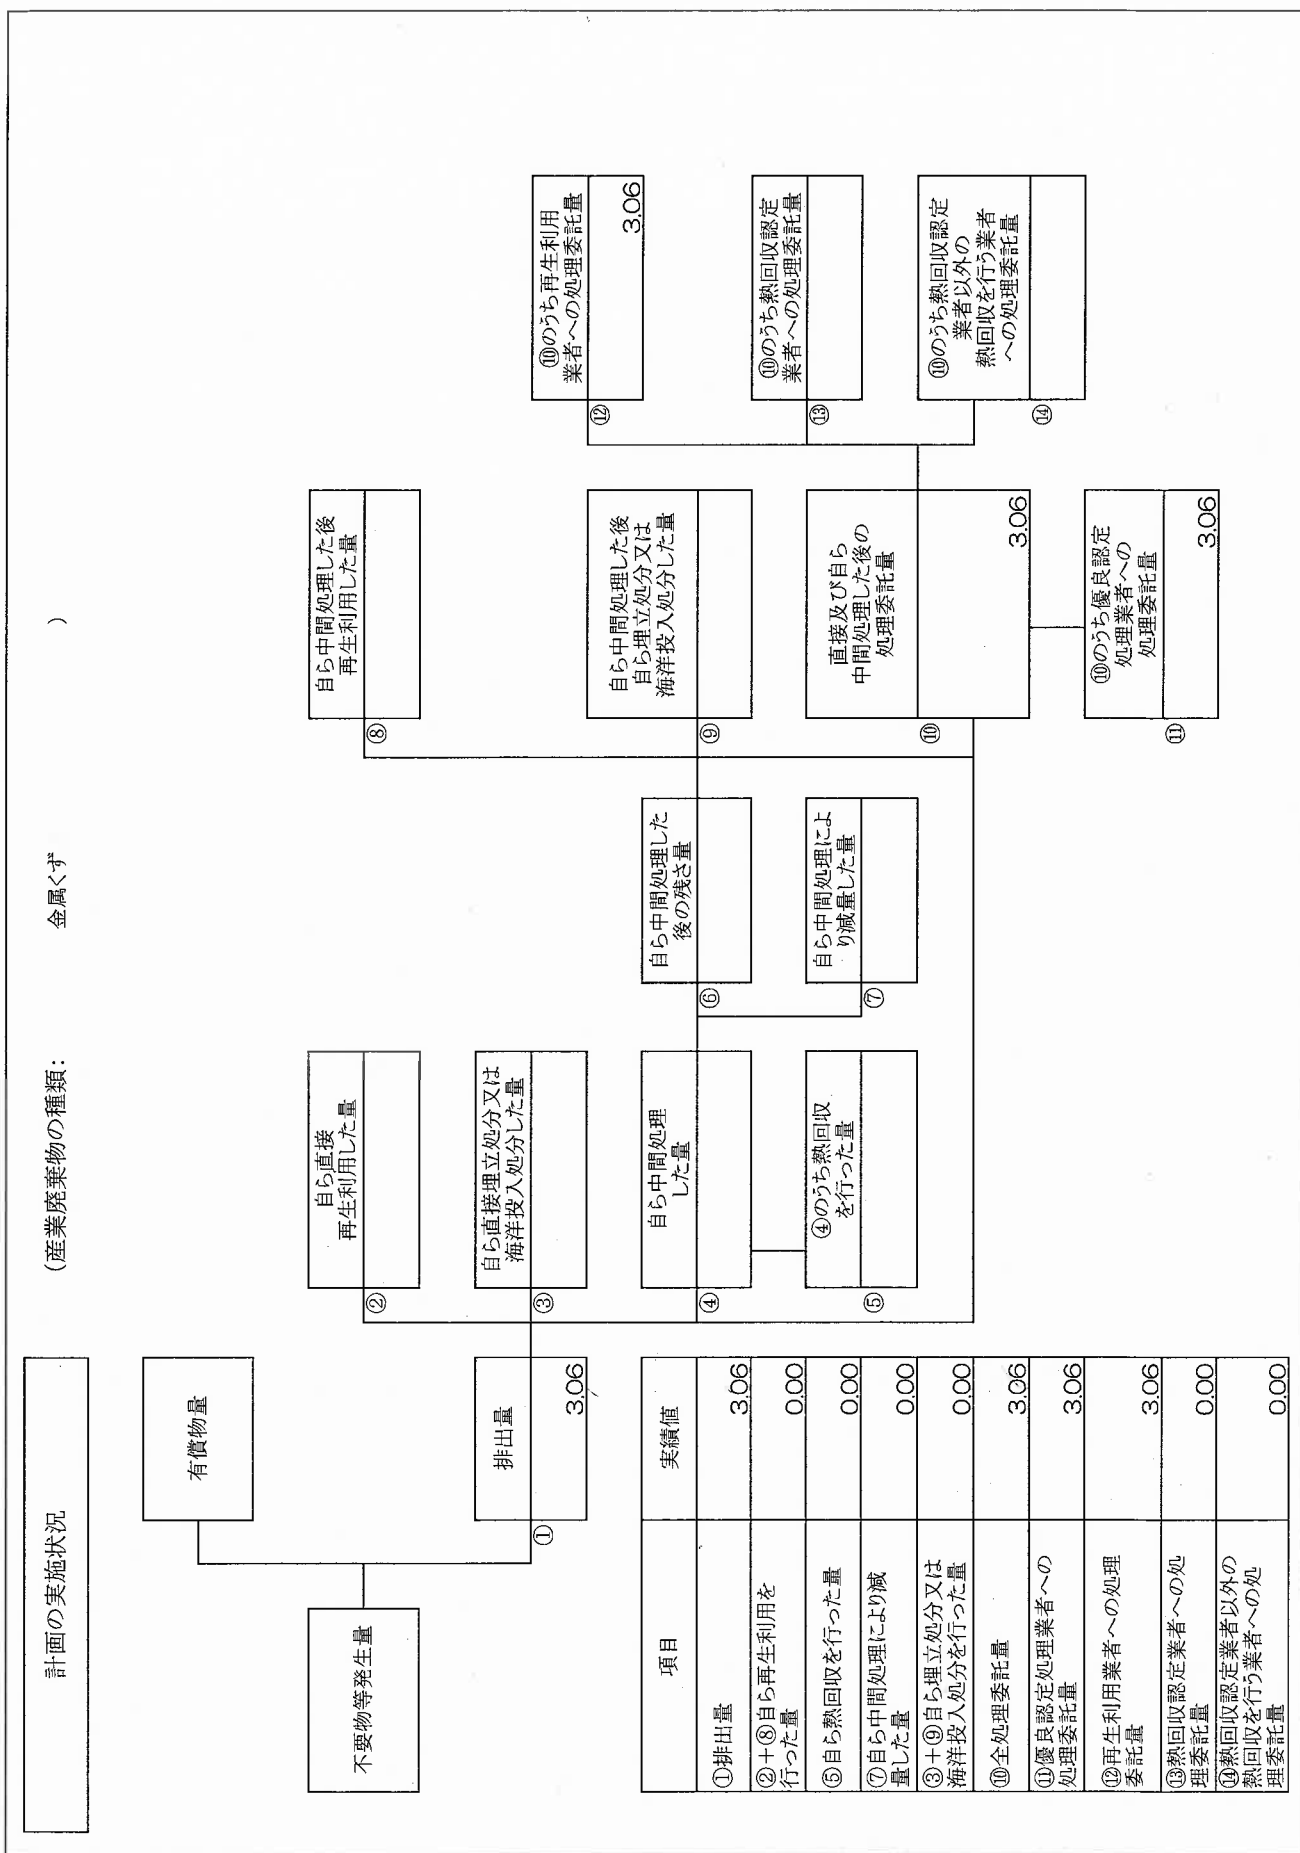 計画の実施状況
(産業廃棄物の種類:
金属くず
)
有償物量
不要物等発生量
排出量
①
3.06
自ら直接
再生利用した量
②
自ら直接埋立処分又は
海洋投入処分した量
③
自ら中間処理
した量
④
④のうち熱回収
を行った量
⑤
自ら中間処理した
後の残さ量
⑥
自ら中間処理によ
り減量した量
⑦
自ら中間処理した後
再生利用した量
⑧
自ら中間処理した後
自ら埋立処分又は
海洋投入処分した量
⑨
直接及び自ら
中間処理した後の
処理委託量
⑩
3.06
⑩のうち優良認定
処理業者への
処理委託量
⑪
3.06
⑩のうち再生利用
業者への処理委託量
⑫
3.06
⑩のうち熱回収認定
業者への処理委託量
⑬
⑩のうち熱回収認定
業者以外の
熱回収を行う業者
への処理委託量
⑭
項目
実績値
①排出量
3.06
②+⑧自ら再生利用を
行った量
0.00
⑤自ら熱回収を行った量
0.00
⑦自ら中間処理により減
量した量
0.00
③+⑨自ら埋立処分又は
海洋投入処分を行った量
0.00
⑩全処理委託量
3.06
⑪優良認定処理業者への
処理委託量
3.06
⑫再生利用業者への処理
委託量
3.06
⑬熱回収認定業者への処
理委託量
0.00
⑭熱回収認定業者以外の
熱回収を行う業者への処
理委託量
0.00